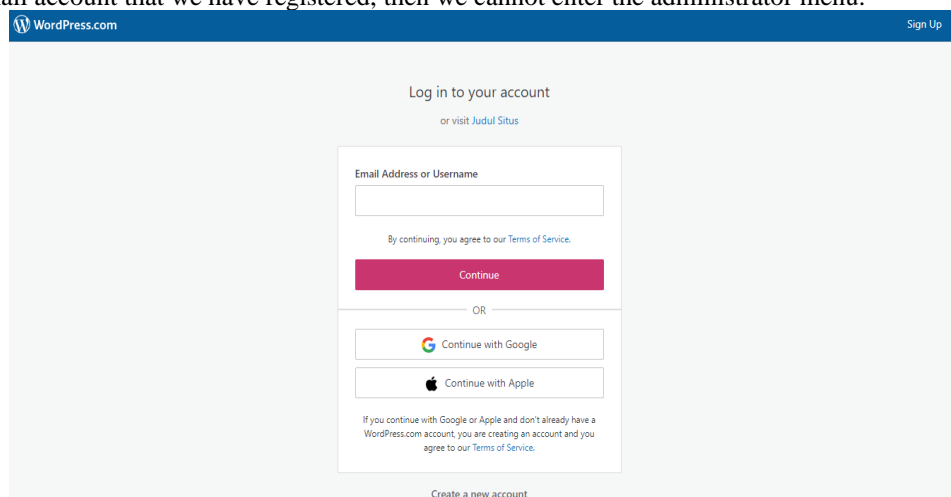 account that we have registered, then we cannot enter the administrator menu.
WordPress.com
Sign Up
Log in to your account
or visit Judul Situs
Email Address or Username
By continuing, you agree to our Terms of Service.
Continue
OR
Continue with Google
Continue with Apple
If you continue with Google or Apple and don't already have a
WordPress.com account, you are creating an account and you
agree to our Terms of Service.
Create a new account